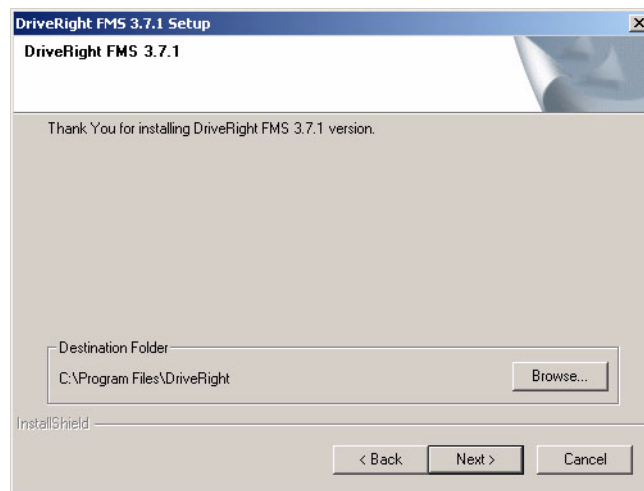 DriveRight FMS 3.7.1 Setup
DriveRight FMS 3.7.1
Thank You for installing DriveRight FMS 3.7.1 version.
Destination Folder
C:\Program Files\DriveRight
Browse...
InstallShield
< Back
Next >
Cancel